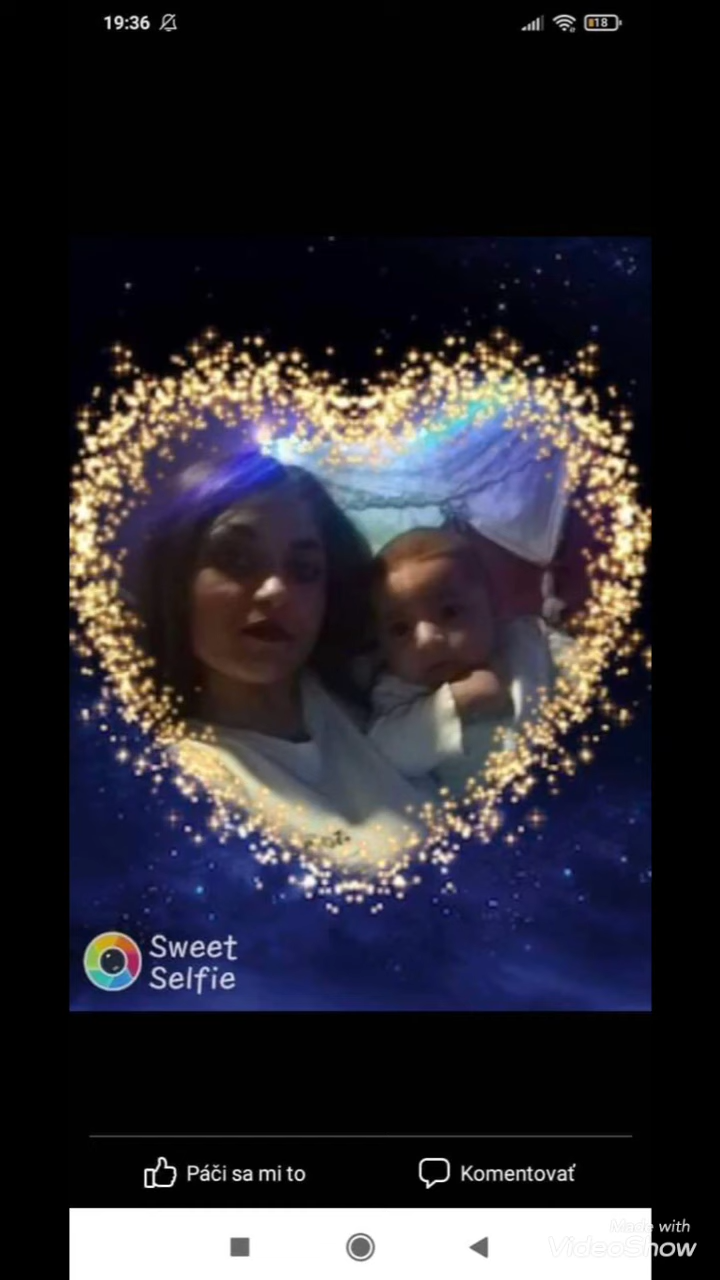 19:36
18
Sweet
Selfie
Páči sa mi to
Komentovať
Made with
VideoShow